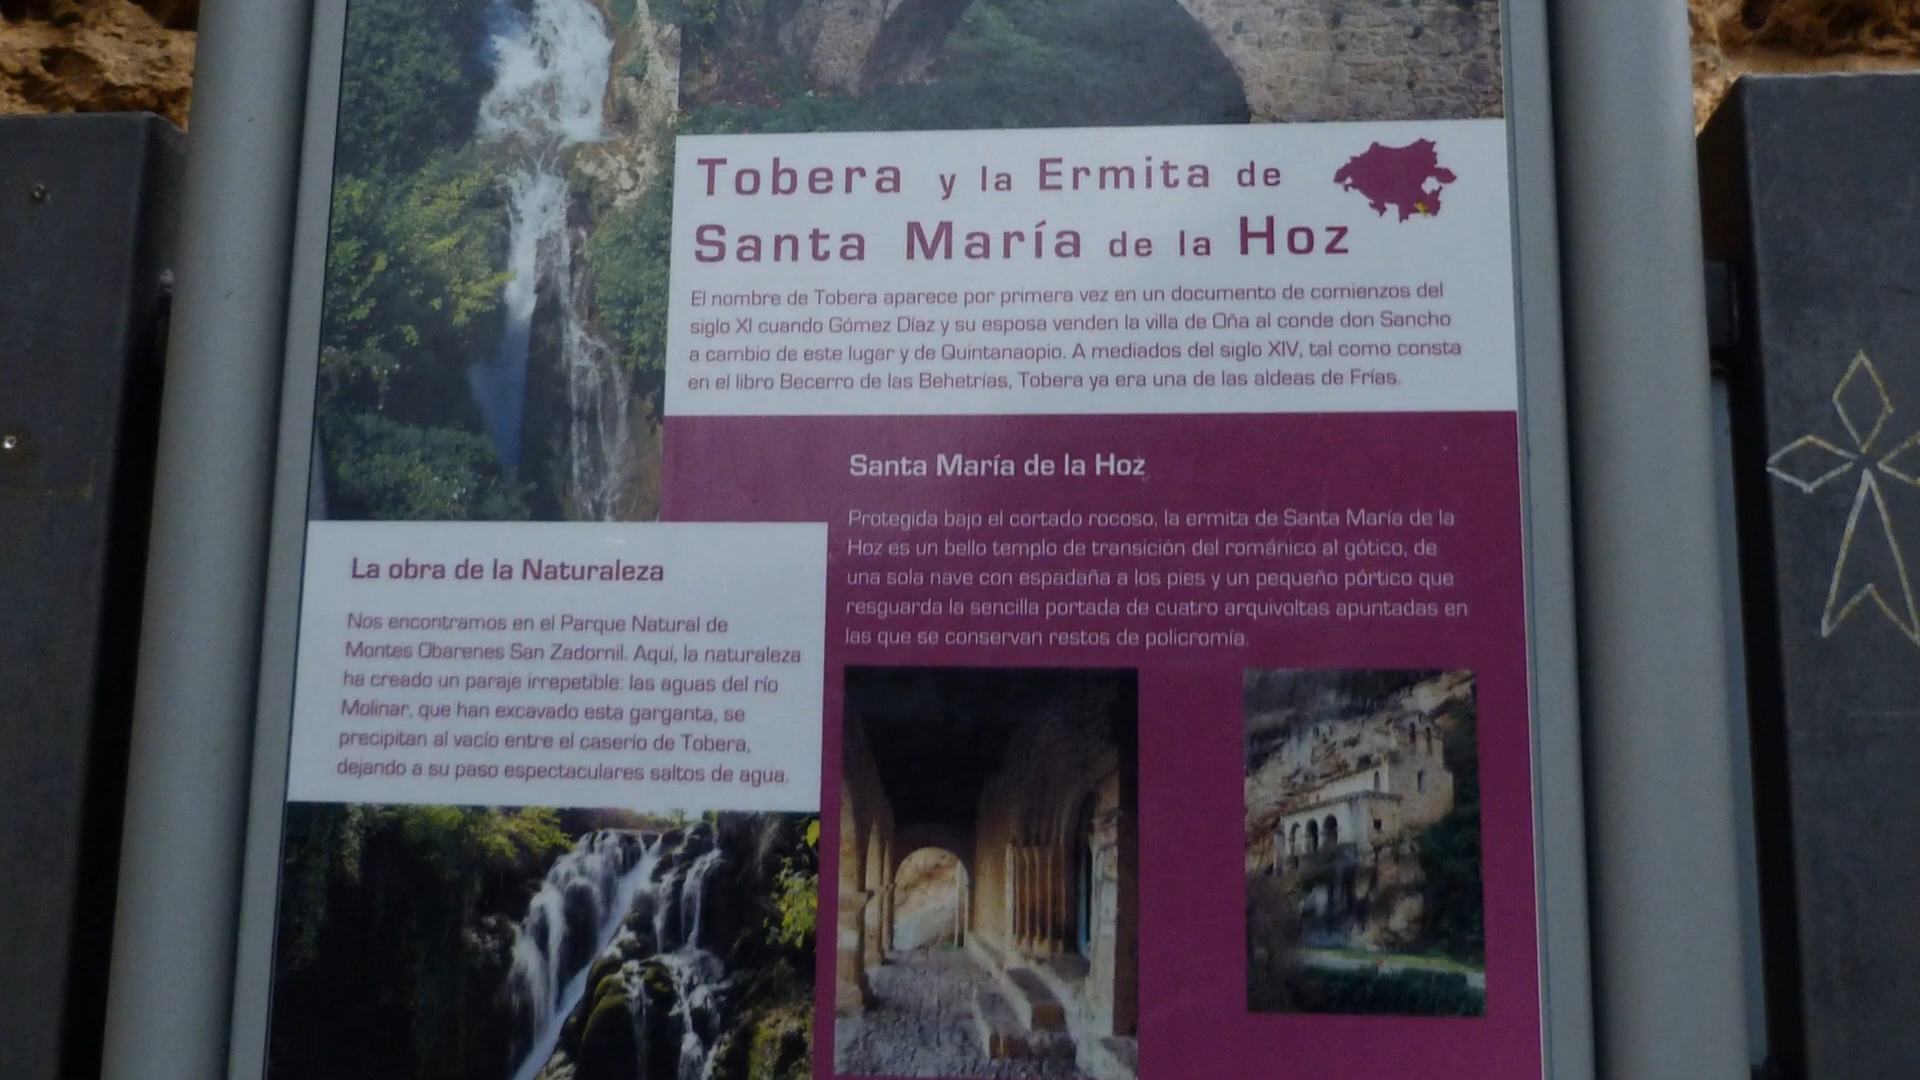 Tobera y la Ermita de
Santa María de la Hoz
El nombre de Tobera aparece por primera vez en un documento de comienzos del
siglo XI cuando Gómez Díaz y su esposa venden la villa de Oña al conde don Sancho
a cambio de este lugar y de Quintanaopio. A mediados del siglo XIV, tal como consta
en el libro Becerro de las Behetrías, Tobera ya era una de las aldeas de Frías.
Santa María de la Hoz
Protegida bajo el cortado rocoso, la ermita de Santa María de la
Hoz es un bello templo de transición del románico al gótico, de
una sola nave con espadaña a los pies y un pequeño pórtico que
resguarda la sencilla portada de cuatro arquivoltas apuntadas en
las que se conservan restos de policromía.
La obra de la Naturaleza
Nos encontramos en el Parque Natural de
Montes Obarenes San Zadornil. Aquí, la naturaleza
ha creado un paraje irrepetible: las aguas del río
Molinar, que han excavado esta garganta, se
precipitan al vacío entre el caserío de Tobera,
dejando a su paso espectaculares saltos de agua.